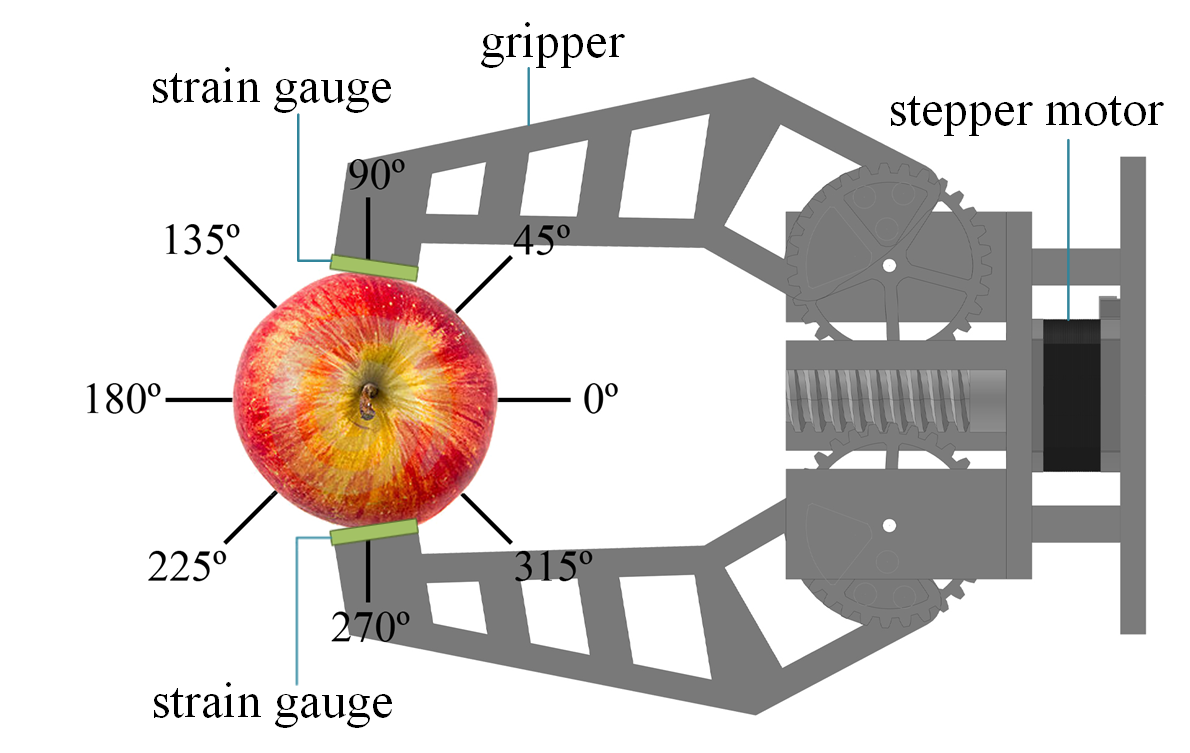 gripper
strain gauge
stepper motor
90º
135º
45º
180º
0º
225º
315º
270º
strain gauge